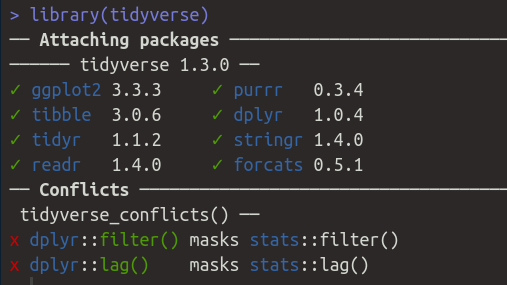 > library(tidyverse)
── Attaching packages ─────────────────────────────
────── tidyverse 1.3.0 ──
✓ ggplot2 3.3.3     ✓ purrr   0.3.4
✓ tibble  3.0.6     ✓ dplyr   1.0.4
✓ tidyr   1.1.2     ✓ stringr 1.4.0
✓ readr   1.4.0     ✓ forcats 0.5.1
── Conflicts ──────────────────────────────────────
 tidyverse_conflicts() ──
x dplyr::filter() masks stats::filter()
x dplyr::lag()    masks stats::lag()